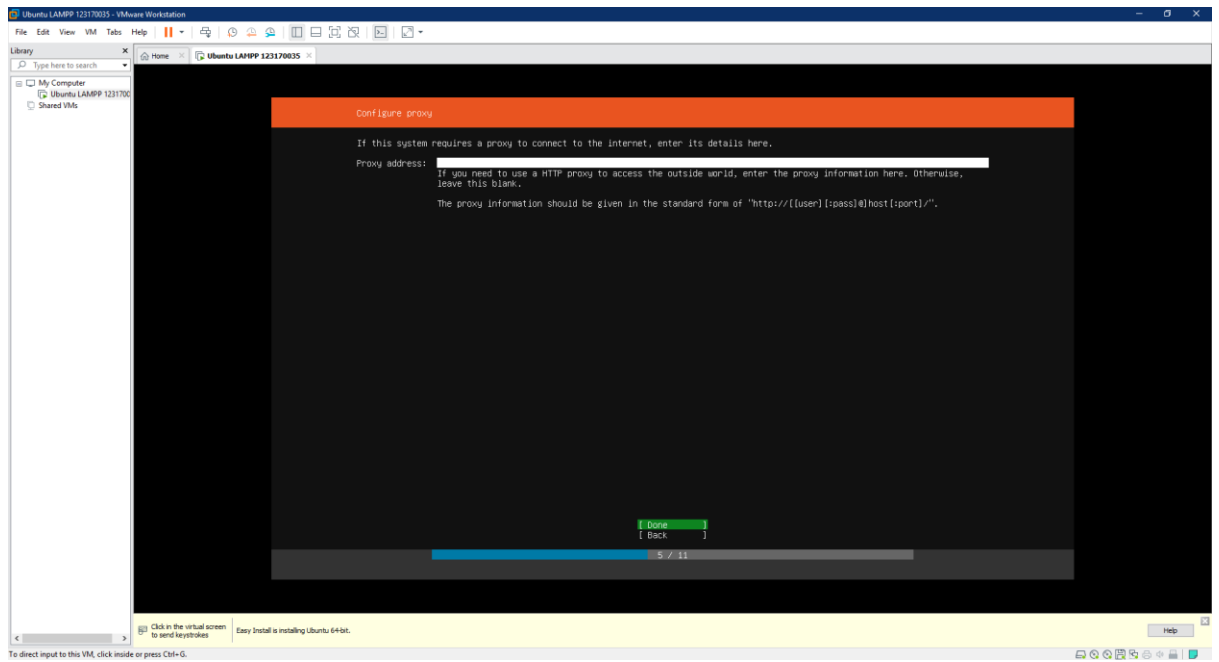 Ubuntu LAMPP 123170035 - VMware Workstation
File Edit View VM Tabs Help
Library
Type here to search
My Computer
Ubuntu LAMPP 1231700
Shared VMs
Home
Ubuntu LAMPP 123170035
Configure proxy
If this system requires a proxy to connect to the internet, enter its details here.
Proxy address:
If you need to use a HTTP proxy to access the outside world, enter the proxy information here. Otherwise,
leave this blank.
The proxy information should be given in the standard form of "http://[[user][:pass]@]host[:port]/".
[ Done ]
[ Back ]
5 / 11
Click in the virtual screen
to send keystrokes
Easy Install is installing Ubuntu 64-bit.
Help
To direct input to this VM, click inside or press Ctrl+G.